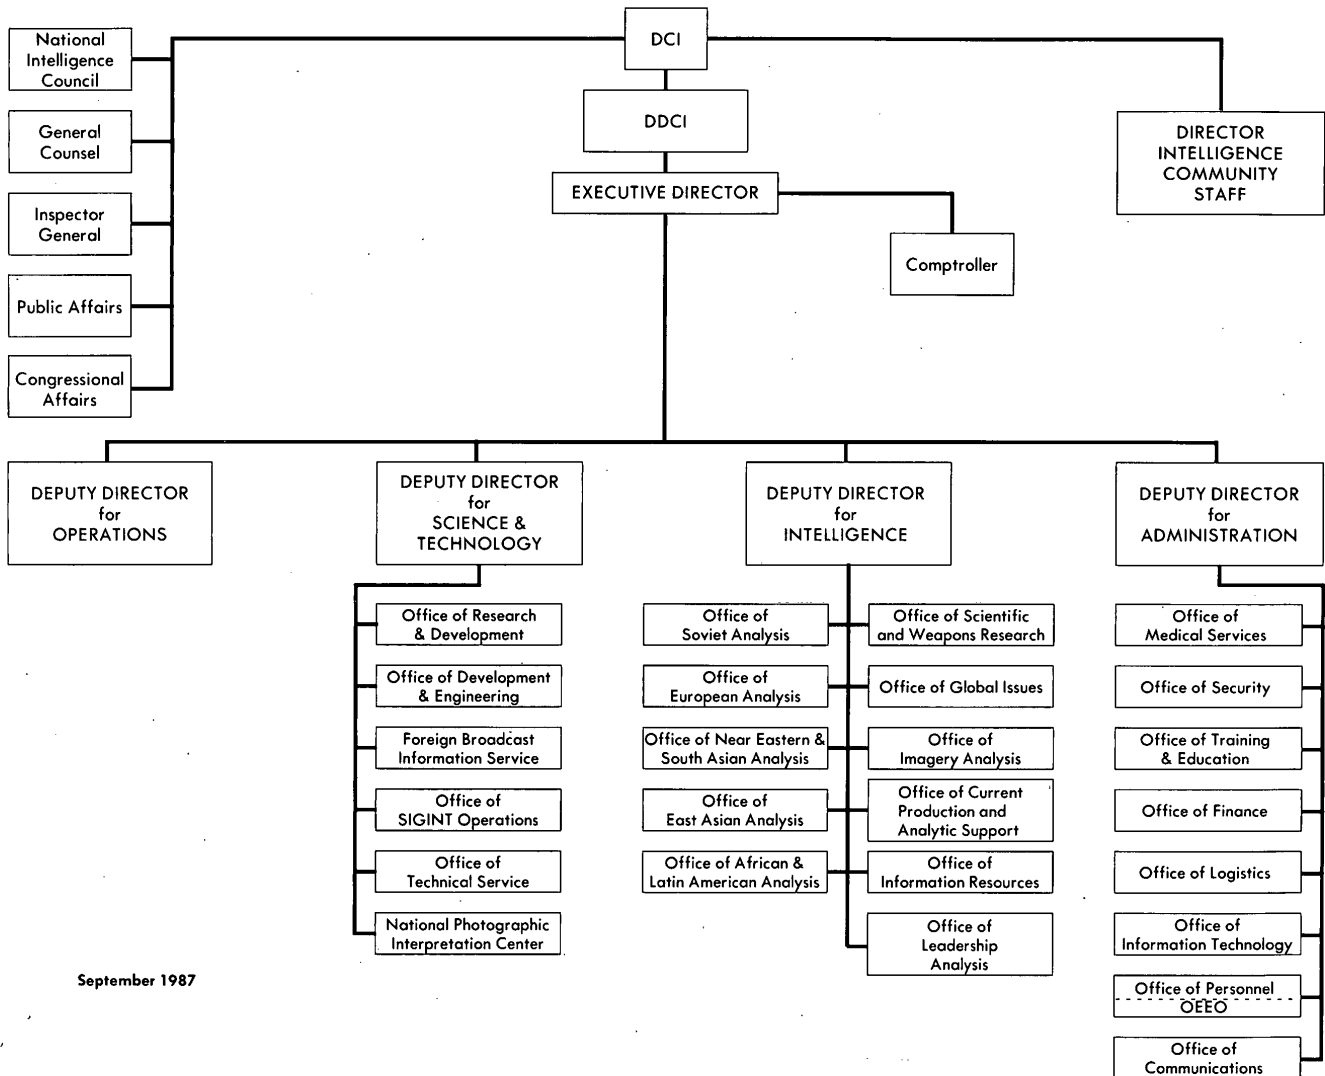 DCI
National
Intelligence
Council
General
Counsel
Inspector
General
Public Affairs
Congressional
Affairs
DDCI
EXECUTIVE DIRECTOR
Comptroller
DIRECTOR
INTELLIGENCE
COMMUNITY
STAFF
DEPUTY DIRECTOR
for
OPERATIONS
DEPUTY DIRECTOR
for
SCIENCE &
TECHNOLOGY
Office of Research
& Development
Office of Development
& Engineering
Foreign Broadcast
Information Service
Office of
SIGINT Operations
Office of
Technical Service
National Photographic
Interpretation Center
DEPUTY DIRECTOR
for
INTELLIGENCE
Office of
Soviet Analysis
Office of
European Analysis
Office of Near Eastern &
South Asian Analysis
Office of
East Asian Analysis
Office of African &
Latin American Analysis
Office of Scientific
and Weapons Research
Office of Global Issues
Office of
Imagery Analysis
Office of Current
Production and
Analytic Support
Office of
Information Resources
Office of
Leadership
Analysis
DEPUTY DIRECTOR
for
ADMINISTRATION
Office of
Medical Services
Office of Security
Office of Training
& Education
Office of Finance
Office of Logistics
Office of
Information Technology
Office of Personnel
OEEO
Office of
Communications
September 1987